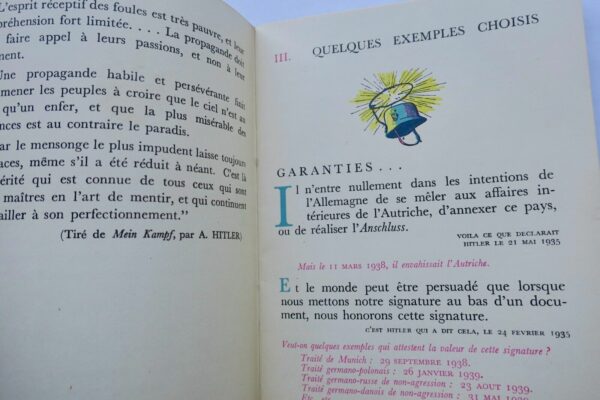 L'esprit réceptif des foules est très pauvre, et leur
préhension fort limitée. . . . La propagande doit
faire appel à leurs passions, et non à leur
Une propagande habile et persévérante finit
mener les peuples à croire que le ciel n'est au
qu'un enfer, et que la plus misérable des
nces est au contraire le paradis.
ar le mensonge le plus impudent laisse toujours
aces, même s'il a été réduit à néant. C'est là
érité qui est connue de tous ceux qui sont
maîtres en l'art de mentir, et qui continuent
ailler à son perfectionnement."
(Tiré de Mein Kampf, par A. HITLER)
III. QUELQUES EXEMPLES CHOISIS
GARANTIES . . .
Il n'entre nullement dans les intentions de
l'Allemagne de se mêler aux affaires in-
térieures de l'Autriche, d'annexer ce pays,
ou de réaliser l'Anschluss.
VOILA CE QUE DECLARAIT
HITLER LE 21 MAI 1935
Mais le 11 MARS 1938, il envahissait l'Autriche.
Et le monde peut être persuadé que lorsque
nous mettons notre signature au bas d'un docu-
ment, nous honorons cette signature.
C'EST HITLER QUI A DIT CELA, LE 24 FEVRIER 1935
Veut-on quelques exemples qui attestent la valeur de cette signature ?
Traité de Munich : 29 SEPTEMBRE 1938.
Traité germano-polonais : 26 JANVIER 1939.
Traité germano-russe de non-agression : 23 AOUT 1939.
Traité germano-danois de non-agression : 31 MAI 1939.
Etc., etc.